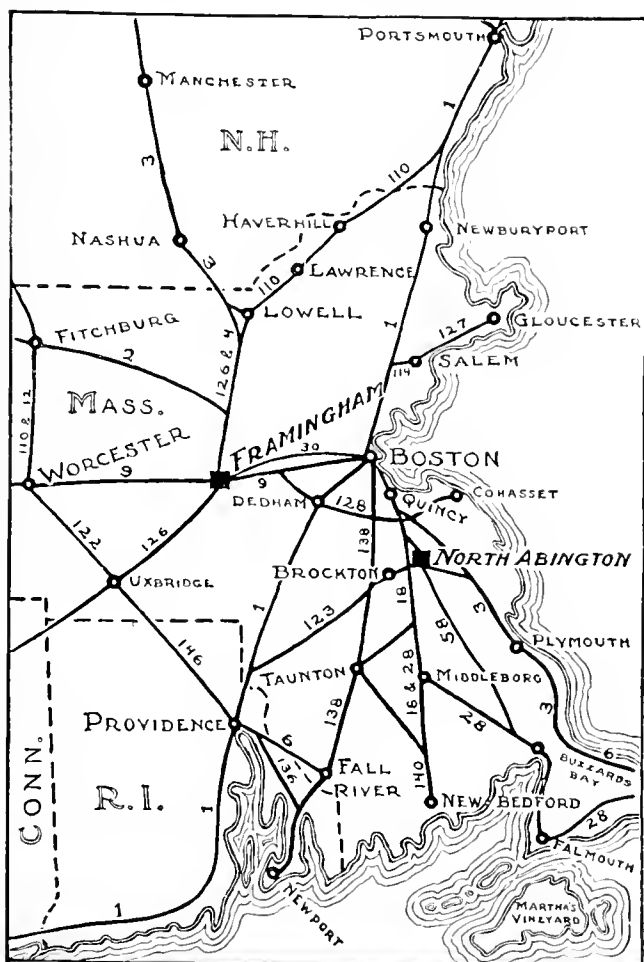 PORTSMOUTH
MANCHESTER
1
N.H.
3
110
HAVERHILL
NEWBURYPORT
NASHUA
3
LAWRENCE
110
LOWELL
GLOUCESTER
127
FITCHBURG
1
SALEM
2
126 & 4
114
MASS.
110 & 12
FRAMINGHAM
WORCESTER
30
BOSTON
9
9
DEDHAM
128
QUINCY
COHASSET
122
126
138
NORTH ABINGTON
BROCKTON
UXBRIDGE
18
123
3
1
58
146
PLYMOUTH
TAUNTON
18 & 28
MIDDLEBORO
138
28
3
PROVIDENCE
6
6
BUZZARDS BAY
136
FALL RIVER
140
CONN.
R.I.
NEW BEDFORD
28
1
FALMOUTH
NEWPORT
MARTHA'S
VINEYARD
1